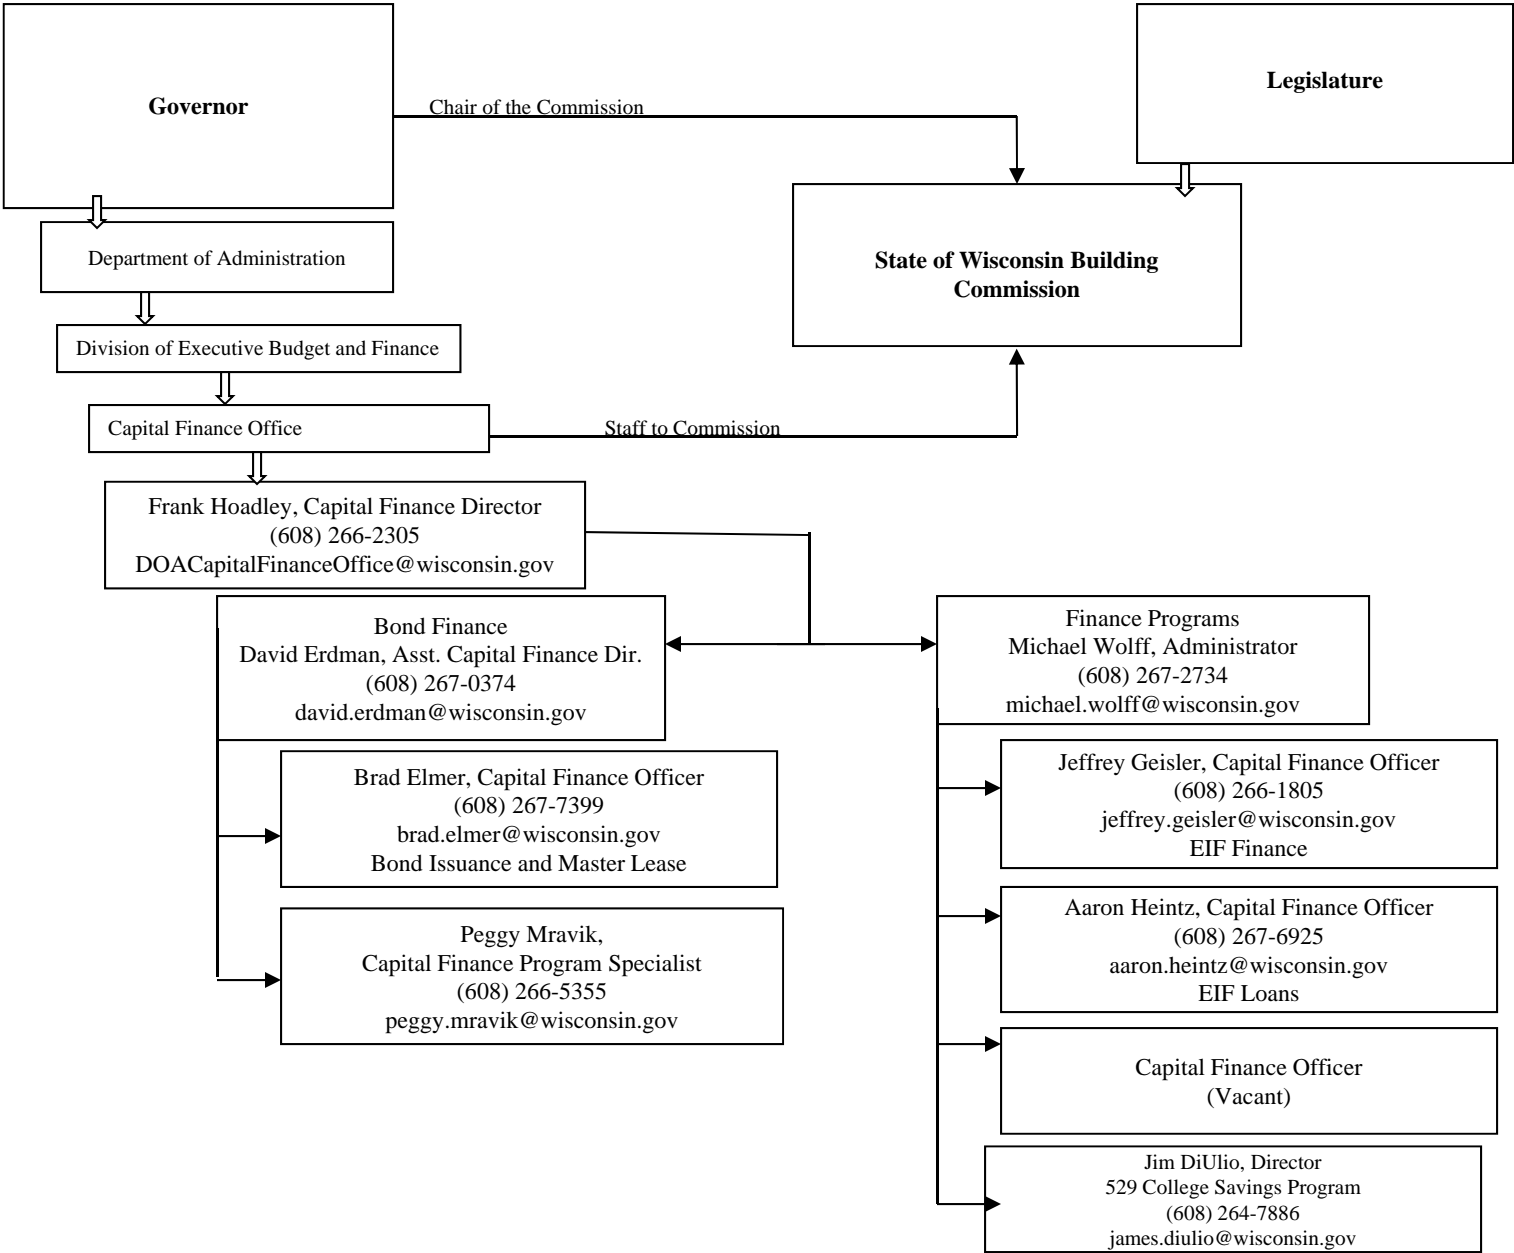 Governor
Chair of the Commission
Legislature
Department of Administration
State of Wisconsin Building
Commission
Division of Executive Budget and Finance
Capital Finance Office
Staff to Commission
Frank Hoadley, Capital Finance Director
(608) 266-2305
DOACapitalFinanceOffice@wisconsin.gov
Bond Finance
David Erdman, Asst. Capital Finance Dir.
(608) 267-0374
david.erdman@wisconsin.gov
Brad Elmer, Capital Finance Officer
(608) 267-7399
brad.elmer@wisconsin.gov
Bond Issuance and Master Lease
Peggy Mravik,
Capital Finance Program Specialist
(608) 266-5355
peggy.mravik@wisconsin.gov
Finance Programs
Michael Wolff, Administrator
(608) 267-2734
michael.wolff@wisconsin.gov
Jeffrey Geisler, Capital Finance Officer
(608) 266-1805
jeffrey.geisler@wisconsin.gov
EIF Finance
Aaron Heintz, Capital Finance Officer
(608) 267-6925
aaron.heintz@wisconsin.gov
EIF Loans
Capital Finance Officer
(Vacant)
Jim DiUlio, Director
529 College Savings Program
(608) 264-7886
james.diulio@wisconsin.gov